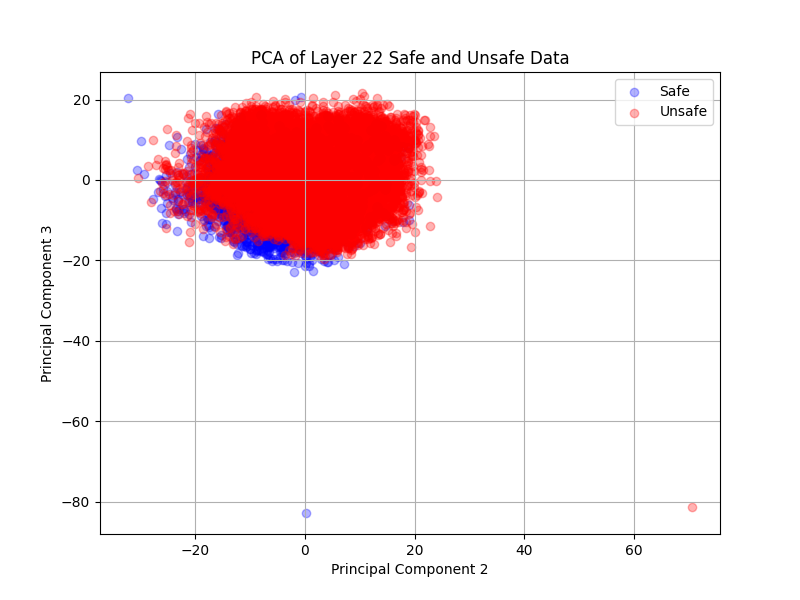 PCA of Layer 22 Safe and Unsafe Data
Safe
Unsafe
20
0
−20
−40
−60
−80
Principal Component 3
−20
0
20
40
60
Principal Component 2